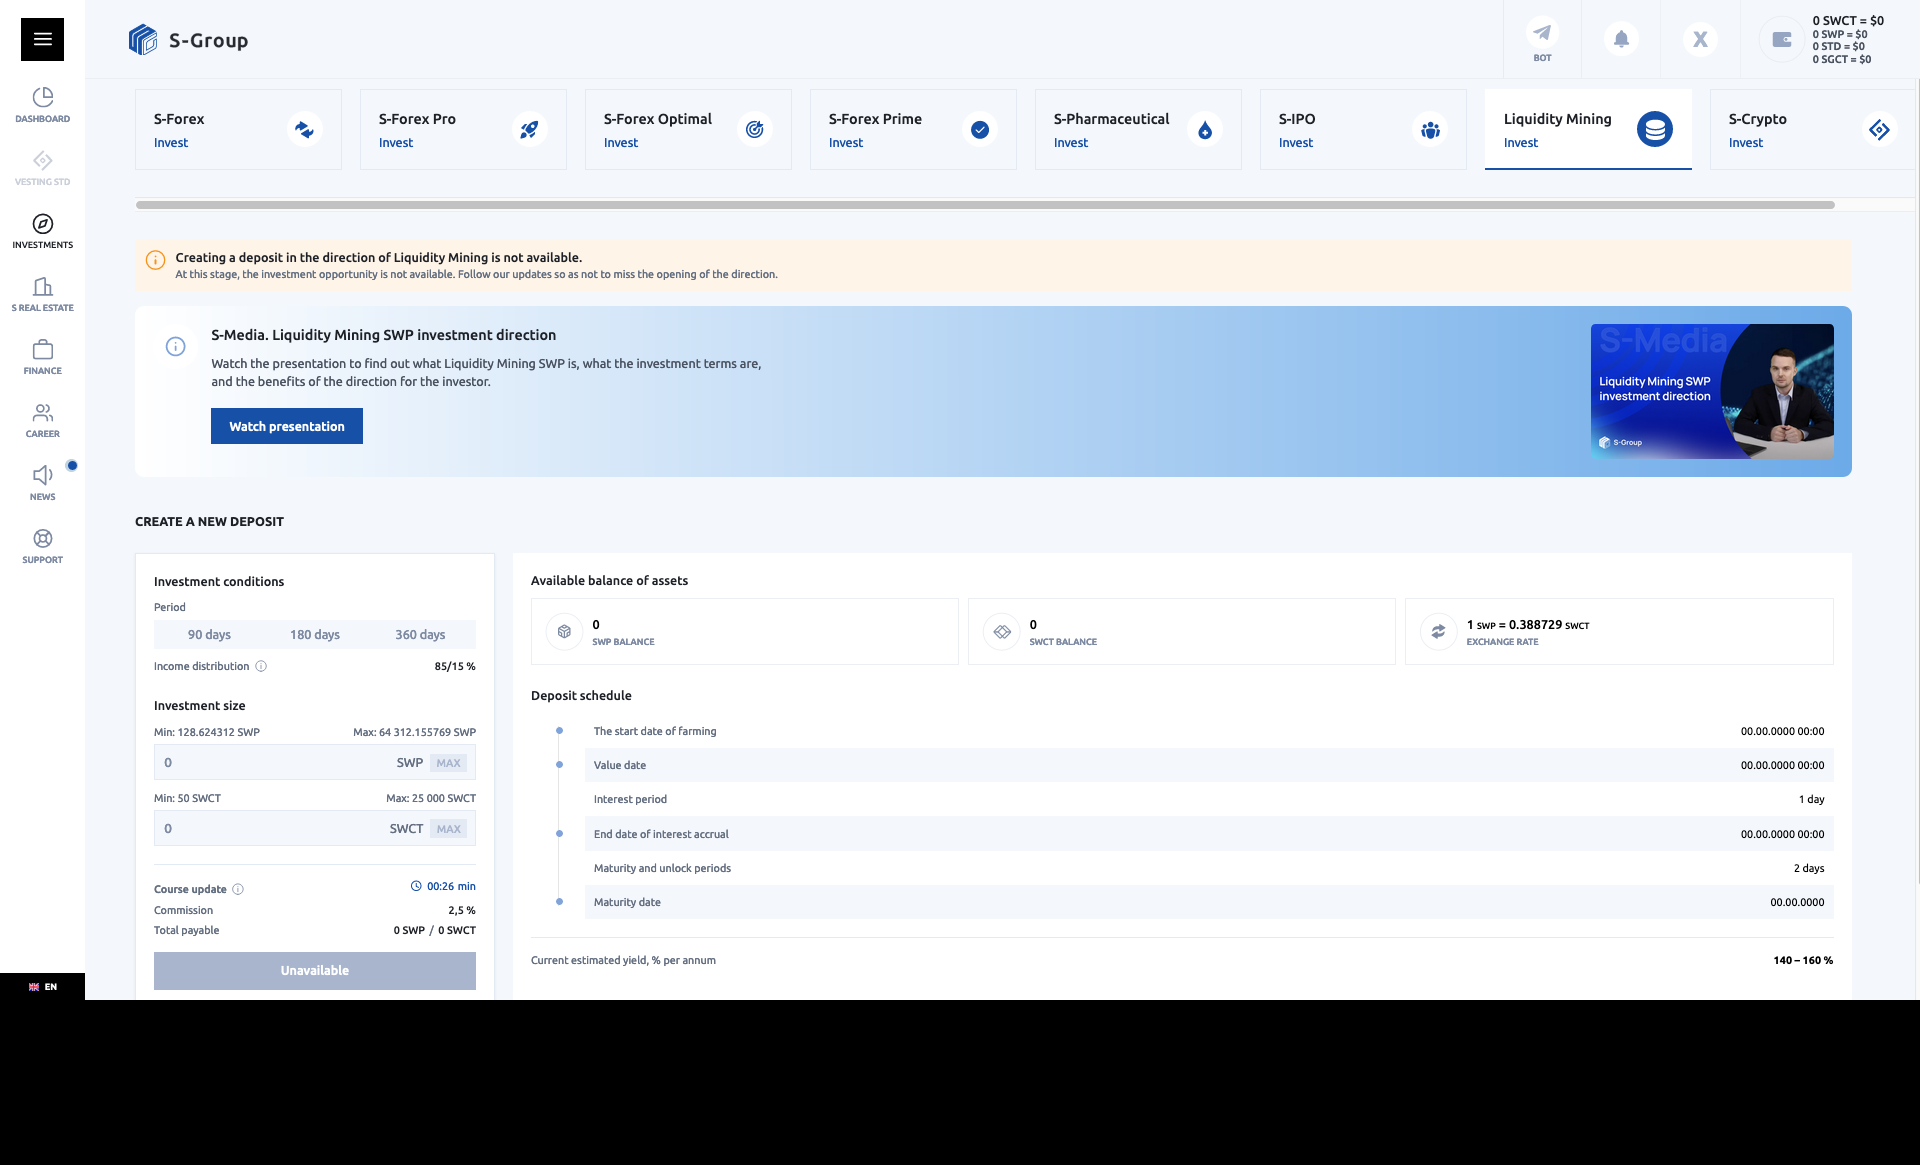 S-Group
BOT
X
0 SWCT = $0
0 SWP = $0
0 STD = $0
0 SGCT = $0
DASHBOARD
VESTING STD
INVESTMENTS
S REAL ESTATE
FINANCE
CAREER
NEWS
SUPPORT
EN
S-Forex
Invest
S-Forex Pro
Invest
S-Forex Optimal
Invest
S-Forex Prime
Invest
S-Pharmaceutical
Invest
S-IPO
Invest
Liquidity Mining
Invest
S-Crypto
Invest
Creating a deposit in the direction of Liquidity Mining is not available.
At this stage, the investment opportunity is not available. Follow our updates so as not to miss the opening of the direction.
S-Media. Liquidity Mining SWP investment direction
Watch the presentation to find out what Liquidity Mining SWP is, what the investment terms are,
and the benefits of the direction for the investor.
Watch presentation
S-Media
Liquidity Mining SWP
investment direction
S-Group
CREATE A NEW DEPOSIT
Investment conditions
Period
90 days 180 days 360 days
Income distribution 85/15 %
Investment size
Min: 128.624312 SWP Max: 64 312.155769 SWP
0 SWP MAX
Min: 50 SWCT Max: 25 000 SWCT
0 SWCT MAX
Course update 00:26 min
Commission 2,5 %
Total payable 0 SWP / 0 SWCT
Unavailable
Available balance of assets
0
SWP BALANCE
0
SWCT BALANCE
1 SWP = 0.388729 SWCT
EXCHANGE RATE
Deposit schedule
The start date of farming 00.00.0000 00:00
Value date 00.00.0000 00:00
Interest period 1 day
End date of interest accrual 00.00.0000 00:00
Maturity and unlock periods 2 days
Maturity date 00.00.0000
Current estimated yield, % per annum 140 – 160 %